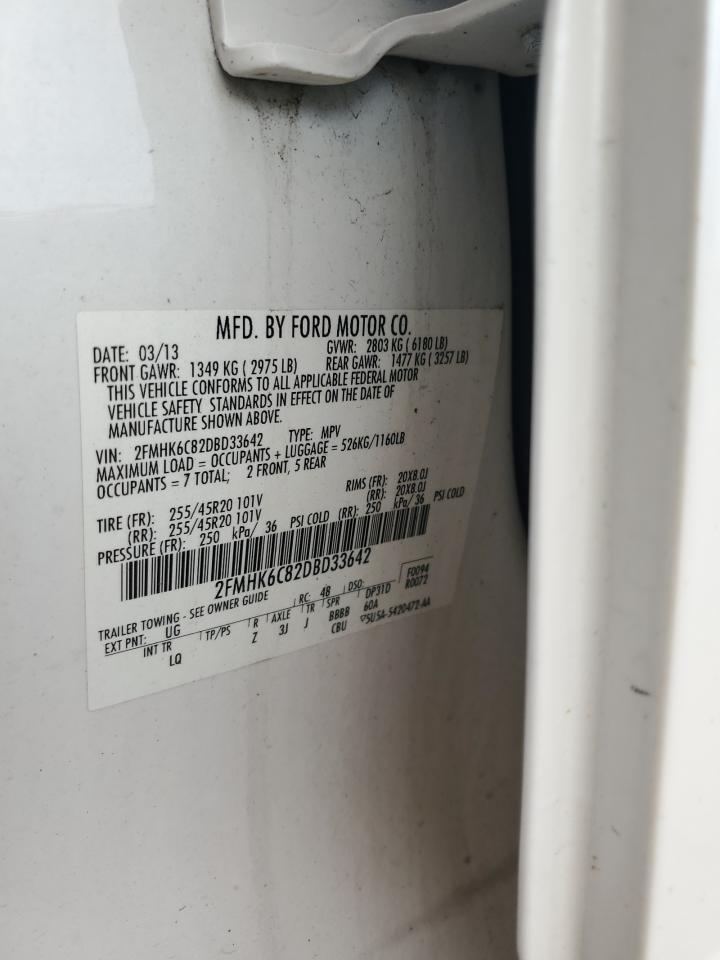 MFD. BY FORD MOTOR CO.
DATE: 03/13 GVWR: 2803 KG ( 6180 LB)
FRONT GAWR: 1349 KG ( 2975 LB) REAR GAWR: 1477 KG ( 3257 LB)
THIS VEHICLE CONFORMS TO ALL APPLICABLE FEDERAL MOTOR
VEHICLE SAFETY STANDARDS IN EFFECT ON THE DATE OF
MANUFACTURE SHOWN ABOVE.
VIN: 2FMHK6C82DBD33642 TYPE: MPV
MAXIMUM LOAD = OCCUPANTS + LUGGAGE = 526KG/1160LB
OCCUPANTS = 7 TOTAL; 2 FRONT, 5 REAR
TIRE (FR): 255/45R20 101V RIMS (FR): 20X8.0J
(RR): 255/45R20 101V (RR): 20X8.0J
PRESSURE (FR): 250 kPa/ 36 PSI COLD (RR): 250 kPa/ 36 PSI COLD
2FMHK6C82DBD33642
F0094
R0072
TRAILER TOWING - SEE OWNER GUIDE RC: 48 DSO: DP31D
EXT PNT: UG TP/PS R AXLE TR SPR 60A
INT TR Z 3J J BBBB
LQ CBU 5U5A-5420472-AA